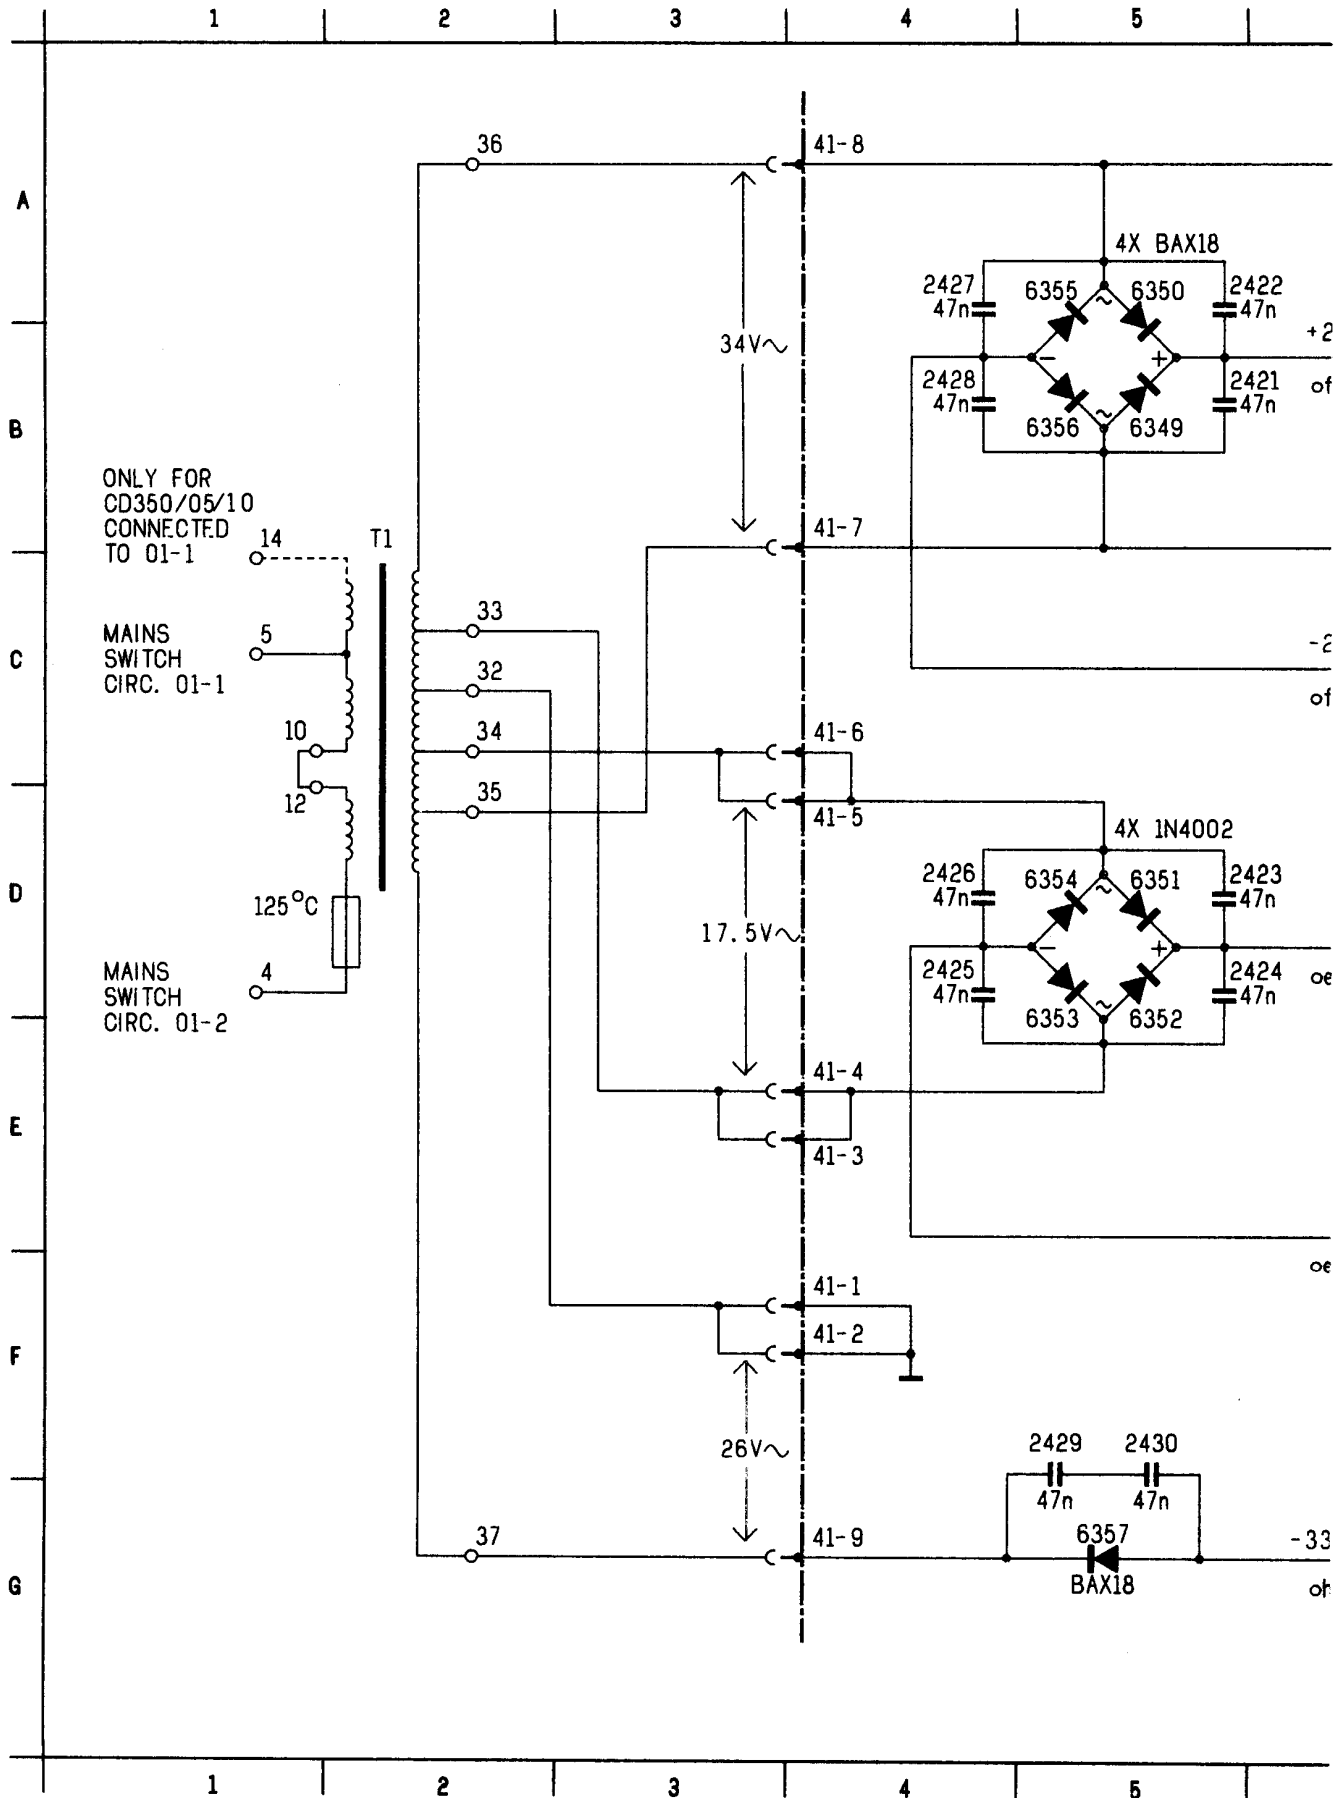 1 2 3 4 5
36
41-8
A
4X BAX18
2427
47n
6355
6350
2422
47n
~
34V~
+2
-
+
2428
47n
2421
47n
of
B
~
6356
6349
ONLY FOR
CD350/05/10
CONNECTED
TO 01-1
14
T1
41-7
33
MAINS
SWITCH
CIRC. 01-1
5
C
-2
32
of
10
34
41-6
12
35
41-5
4X 1N4002
2426
47n
6354
6351
2423
47n
~
D
125°C
17.5V~
-
+
2425
47n
2424
47n
oe
MAINS
SWITCH
CIRC. 01-2
4
~
6353
6352
41-4
E
41-3
oe
41-1
41-2
F
26V~
2429
47n
2430
47n
37
41-9
6357
BAX18
-33
G
1 2 3 4 5